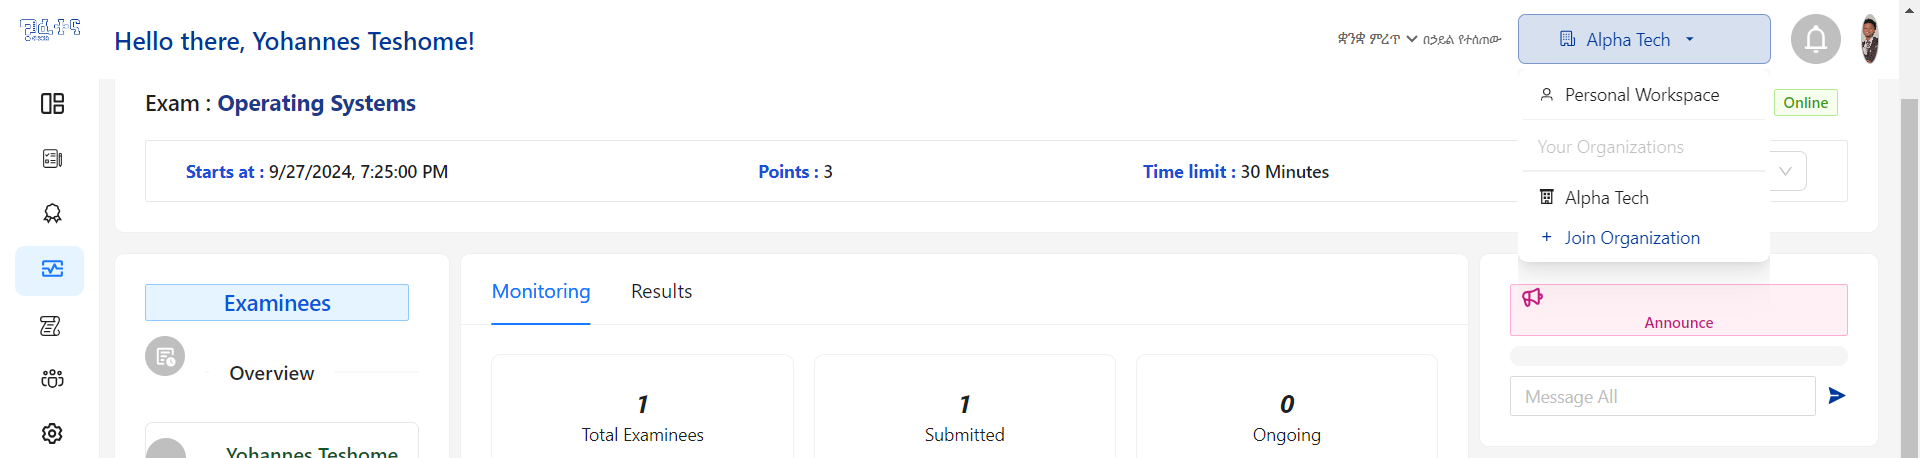 Hello there, Yohannes Teshome!
ቋንቋ ምረጥ በኃይል የተሰጠው
Alpha Tech
Personal Workspace
Your Organizations
Alpha Tech
+ Join Organization
Exam : Operating Systems
Online
Starts at : 9/27/2024, 7:25:00 PM
Points : 3
Time limit : 30 Minutes
Examinees
Overview
Yohannes Teshome
Monitoring
Results
1
Total Examinees
1
Submitted
0
Ongoing
Announce
Message All